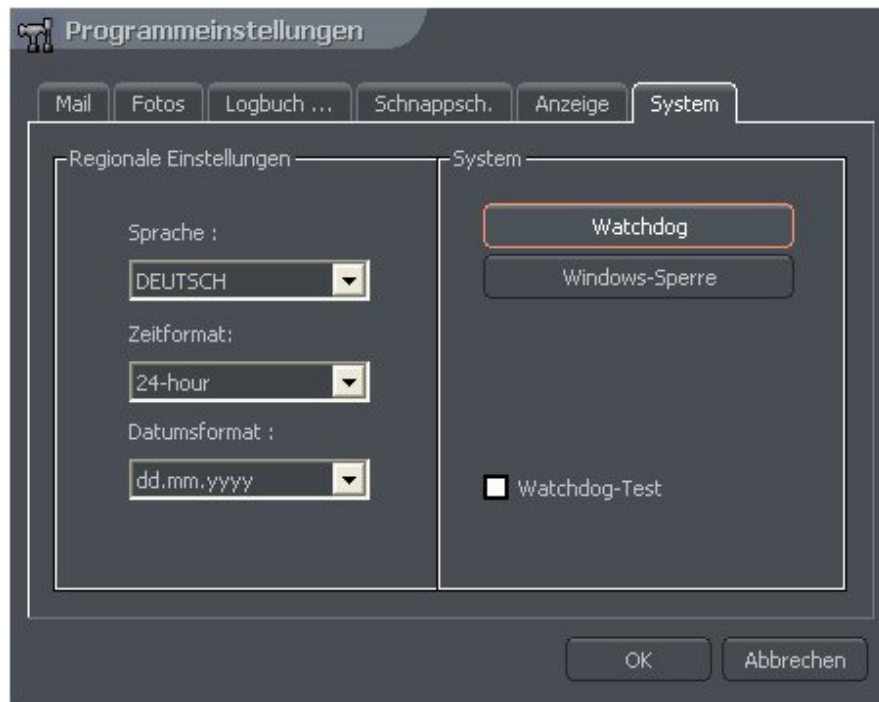 Programmeinstellungen
Mail Fotos Logbuch ... Schnappsch. Anzeige System
Regionale Einstellungen
Sprache :
DEUTSCH
Zeitformat:
24-hour
Datumsformat :
dd.mm.yyyy
System
Watchdog
Windows-Sperre
Watchdog-Test
OK Abbrechen